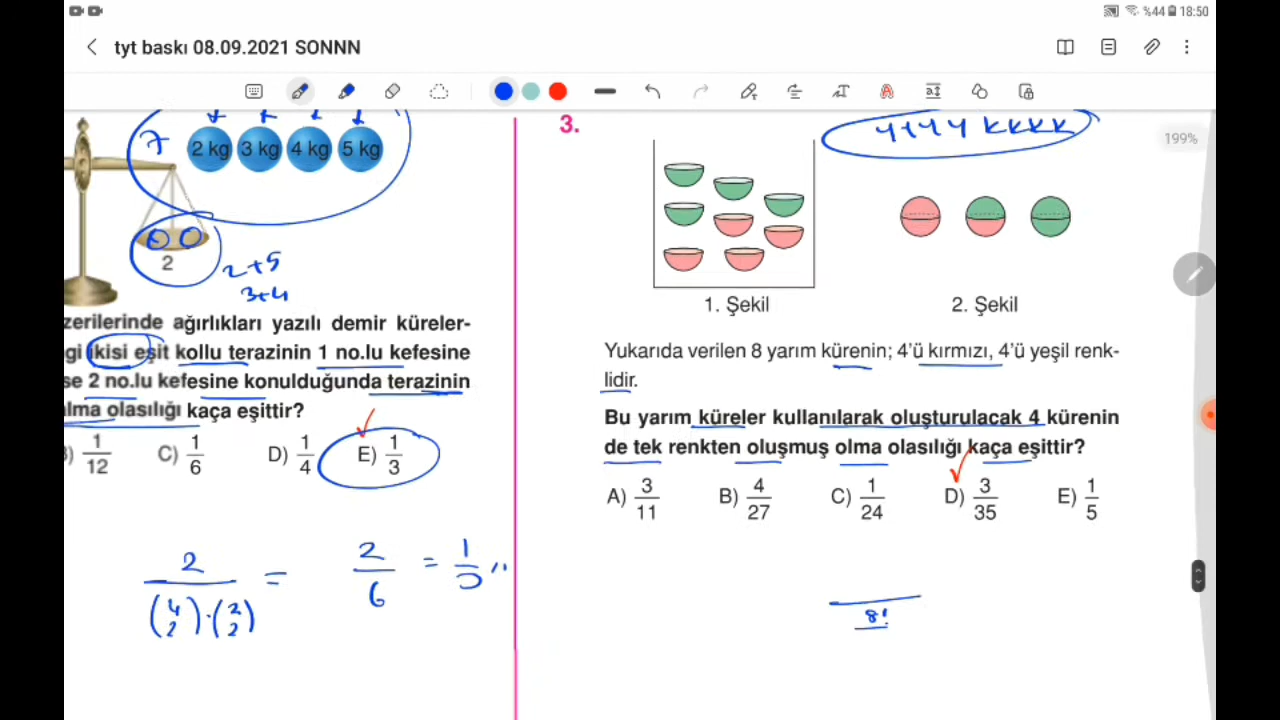 %44 18:50
tyt baskı 08.09.2021 SONNN
199%
7
2 kg 3 kg 4 kg 5 kg
2
2+5
3+4
zerilerinde ağırlıkları yazılı demir küreler-
gi ikisi eşit kollu terazinin 1 no.lu kefesine
se 2 no.lu kefesine konulduğunda terazinin
alma olasılığı kaça eşittir?
B) 1/12 C) 1/6 D) 1/4 E) 1/3
2 / (4 2)·(2 2) = 2/6 = 1/3 //
3.
YYYY KKKK
1. Şekil 2. Şekil
Yukarıda verilen 8 yarım kürenin; 4'ü kırmızı, 4'ü yeşil renk-
lidir.
Bu yarım küreler kullanılarak oluşturulacak 4 kürenin
de tek renkten oluşmuş olma olasılığı kaça eşittir?
A) 3/11 B) 4/27 C) 1/24 D) 3/35 E) 1/5
8!